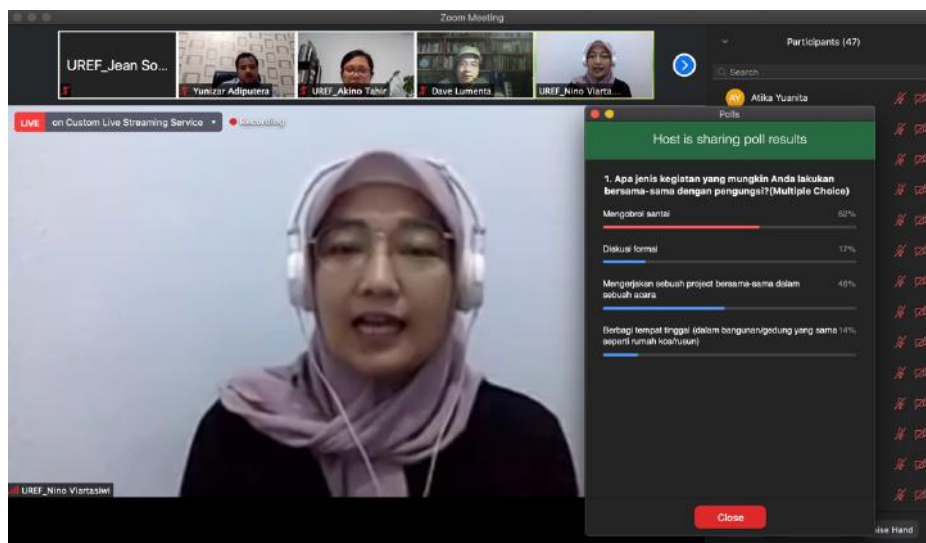 Zoom Meeting
UREF_Jean So...
Yunizar Adiputera
UREF_Akino Tahir
Dave Lumenta
UREF_Nino Viarta...
Participants (47)
Search
AY Atika Yuanita
LIVE on Custom Live Streaming Service
Recording
Polls
Host is sharing poll results
1. Apa jenis kegiatan yang mungkin Anda lakukan
bersama-sama dengan pengungsi?(Multiple Choice)
Mengobrol santai 62%
Diskusi formal 17%
Mengerjakan sebuah project bersama-sama dalam 48%
sebuah acara
Berbagi tempat tinggal (dalam bangunan/gedung yang sama 14%
seperti rumah kos/rusun)
Close
UREF_Nino Viartasiwi
aise Hand